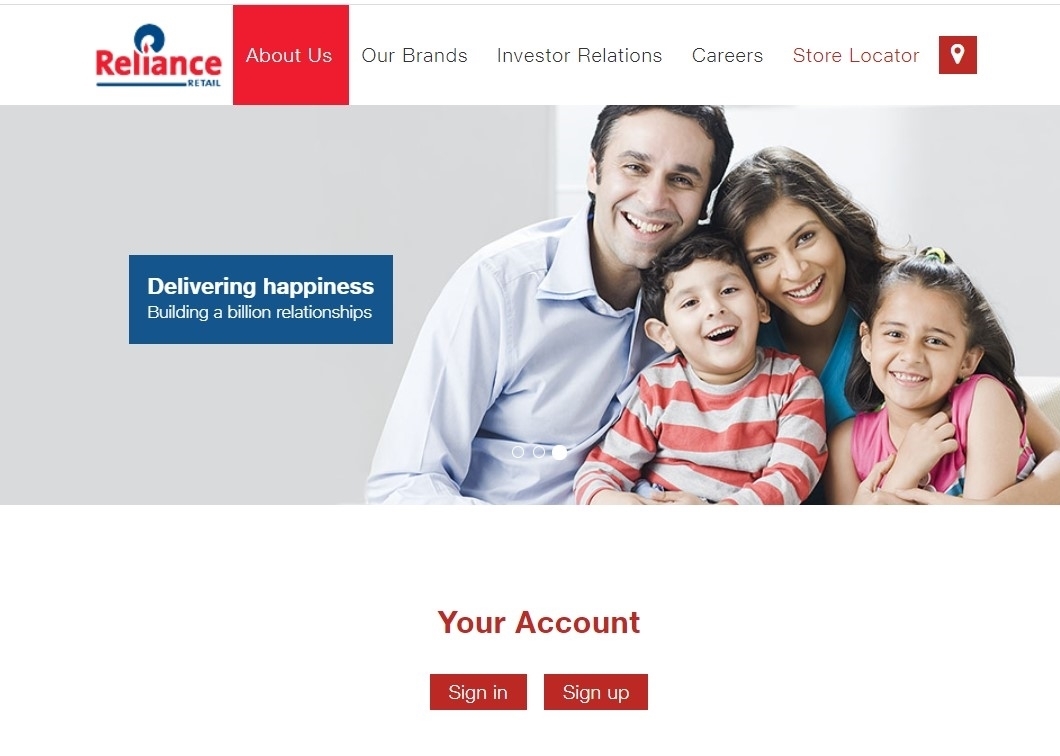 Reliance
RETAIL
About Us
Our Brands
Investor Relations
Careers
Store Locator
Delivering happiness
Building a billion relationships
Your Account
Sign in
Sign up